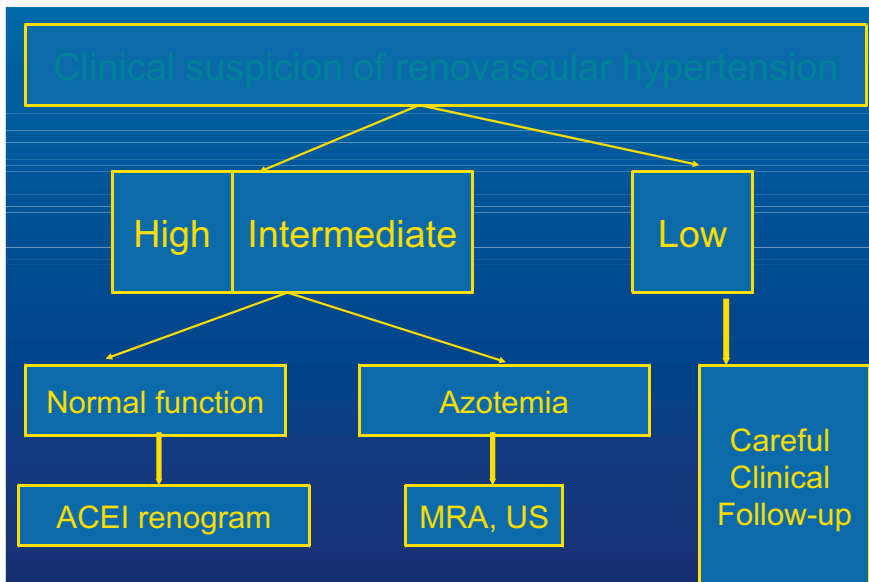 Clinical suspicion of renovascular hypertension
High
Intermediate
Low
Normal function
Azotemia
Careful
Clinical
Follow-up
ACEI renogram
MRA, US